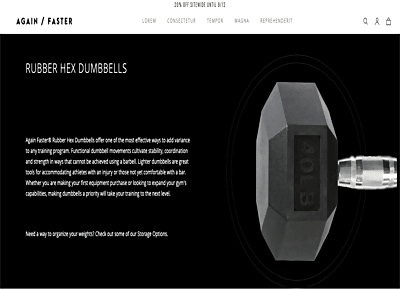 20% OFF SITEWIDE UNTIL 8/12
AGAIN / FASTER
LOREM CONSECTETUR TEMPOR MAGNA REPREHENDERIT
RUBBER HEX DUMBBELLS
Again Faster® Rubber Hex Dumbbells offer one of the most effective ways to add variance
to any training program. Functional dumbbell movements cultivate stability, coordination
and strength in ways that cannot be achieved using a barbell. Lighter dumbbells are great
tools for accommodating athletes with an injury or those not yet comfortable with a bar.
Whether you are making your first equipment purchase or looking to expand your gym's
capabilities, making dumbbells a priority will take your training to the next level.
Need a way to organize your weights? Check out some of our Storage Options.
40LB